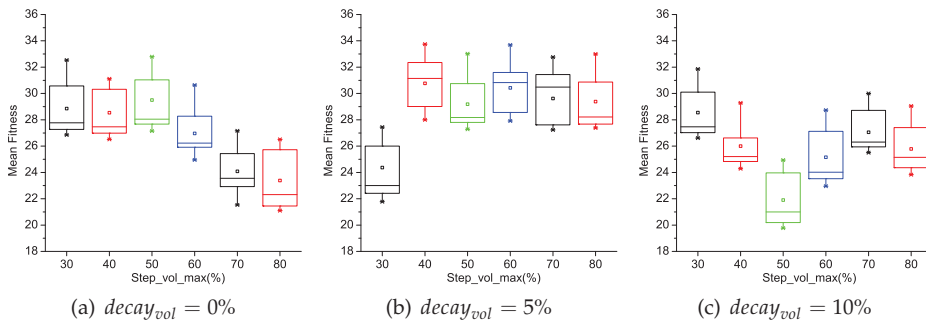 36
34
32
30
28
26
24
22
20
18
Mean Fitness
30 40 50 60 70 80
Step_vol_max(%)
(a) decay_vol = 0%
36
34
32
30
28
26
24
22
20
18
Mean Fitness
30 40 50 60 70 80
Step_vol_max(%)
(b) decay_vol = 5%
36
34
32
30
28
26
24
22
20
18
Mean Fitness
30 40 50 60 70 80
Step_vol_max(%)
(c) decay_vol = 10%